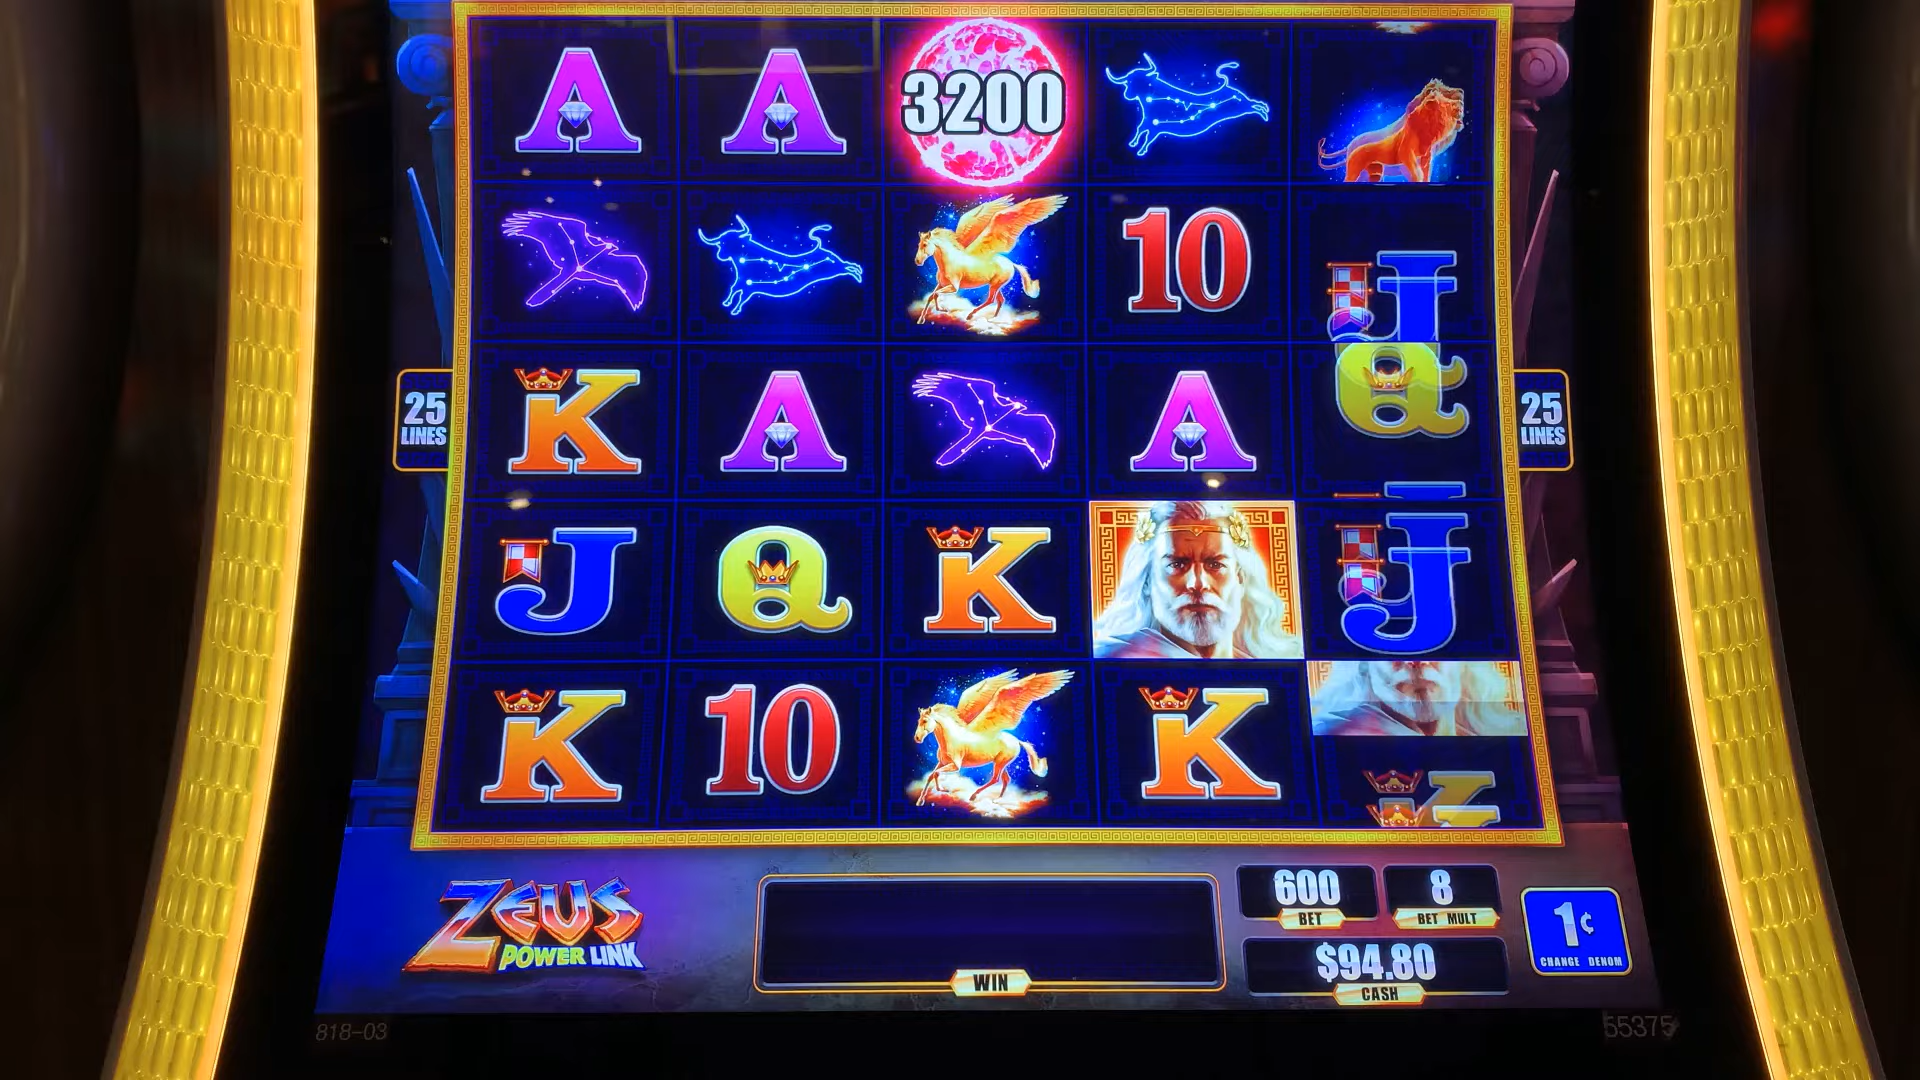 A A 3200
10 J
25 LINES K A A Q 25 LINES
J Q K J
K 10 K K
ZEUS
POWER LINK
WIN
600
BET
8
BET MULT
$94.80
CASH
1¢
CHANGE DENOM
818-03
55375